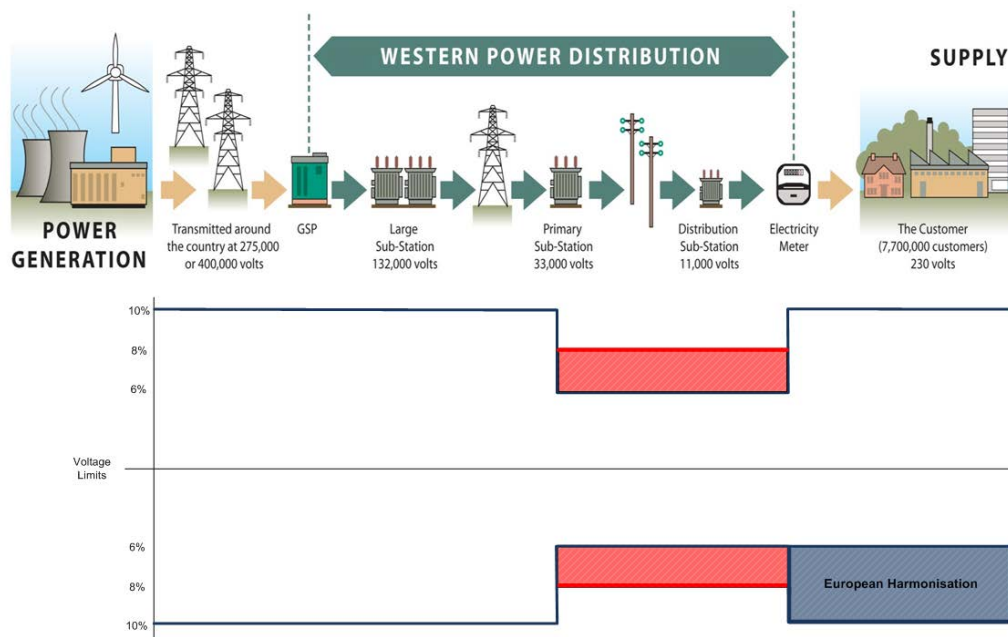 WESTERN POWER DISTRIBUTION
SUPPLY
POWER
GENERATION
Transmitted around
the country at 275,000
or 400,000 volts
GSP
Large
Sub-Station
132,000 volts
Primary
Sub-Station
33,000 volts
Distribution
Sub-Station
11,000 volts
Electricity
Meter
The Customer
(7,700,000 customers)
230 volts
10%
8%
6%
Voltage
Limits
6%
8%
10%
European Harmonisation